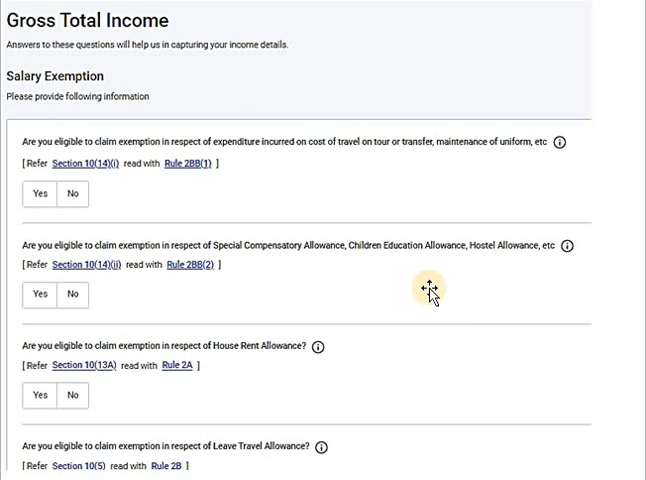 Gross Total Income
Answers to these questions will help us in capturing your income details.
Salary Exemption
Please provide following information
Are you eligible to claim exemption in respect of expenditure incurred on cost of travel on tour or transfer, maintenance of uniform, etc
[ Refer Section 10(14)(i) read with Rule 2BB(1) ]
Yes No
Are you eligible to claim exemption in respect of Special Compensatory Allowance, Children Education Allowance, Hostel Allowance, etc
[ Refer Section 10(14)(ii) read with Rule 2BB(2) ]
Yes No
Are you eligible to claim exemption in respect of House Rent Allowance?
[ Refer Section 10(13A) read with Rule 2A ]
Yes No
Are you eligible to claim exemption in respect of Leave Travel Allowance?
[ Refer Section 10(5) read with Rule 2B ]